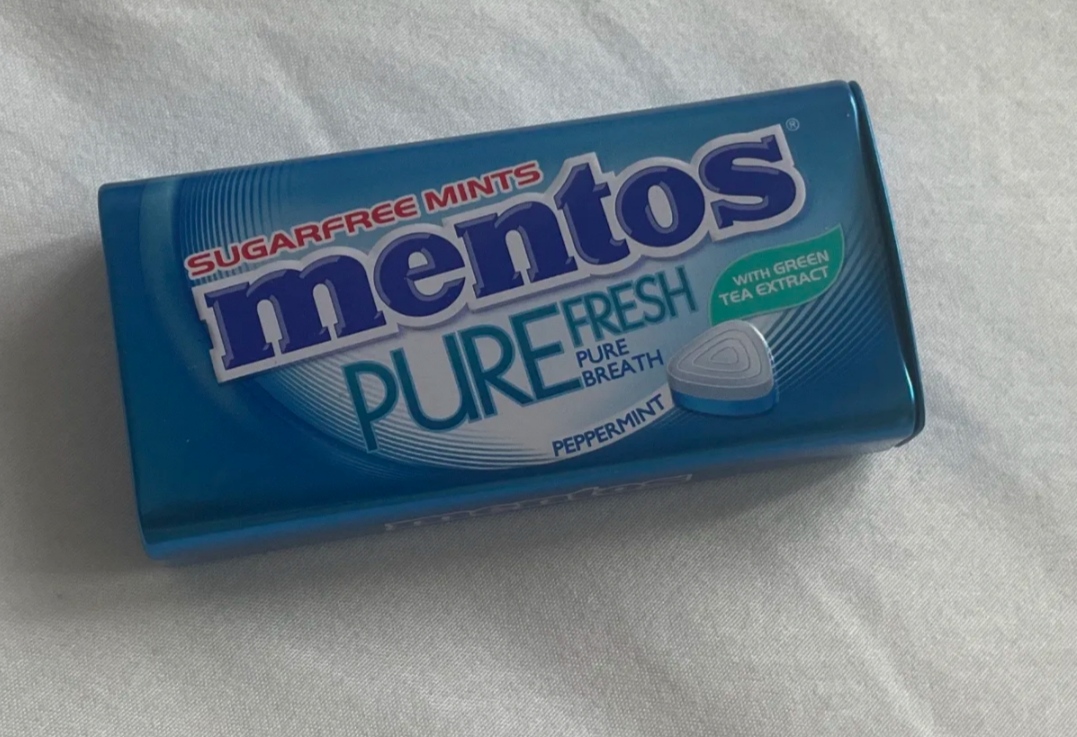 SUGARFREE MINTS
mentos®
PURE FRESH
PURE
BREATH
WITH GREEN
TEA EXTRACT
PEPPERMINT